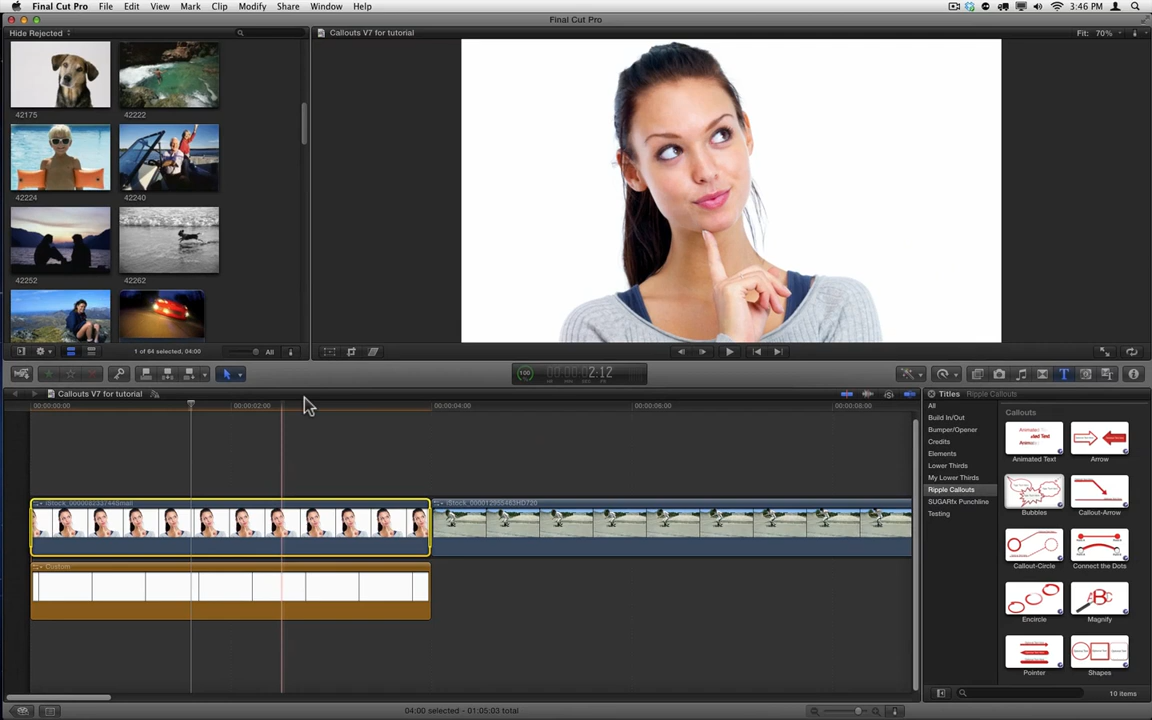 Final Cut Pro File Edit View Mark Clip Modify Share Window Help 3:46 PM
Final Cut Pro
Hide Rejected
Callouts V7 for tutorial
Fit: 70%
42175 42222
42224 42240
42252 42262
1 of 64 selected, 04:00
All
100
2.12
Callouts V7 for tutorial
00:00:00:00 00:00:02:00 00:00:04:00 00:00:06:00 00:00:08:00
Custom
Titles Ripple Callouts
All
Build In/Out
Bumper/Opener
Credits
Elements
Lower Thirds
My Lower Thirds
Ripple Callouts
SUGARfx Punchline
Testing
Callouts
Animated Text Arrow
Bubbles Callout-Arrow
Callout-Circle Connect the Dots
Encircle Magnify
Pointer Shapes
10 items
04:00 selected - 01:05:03 total